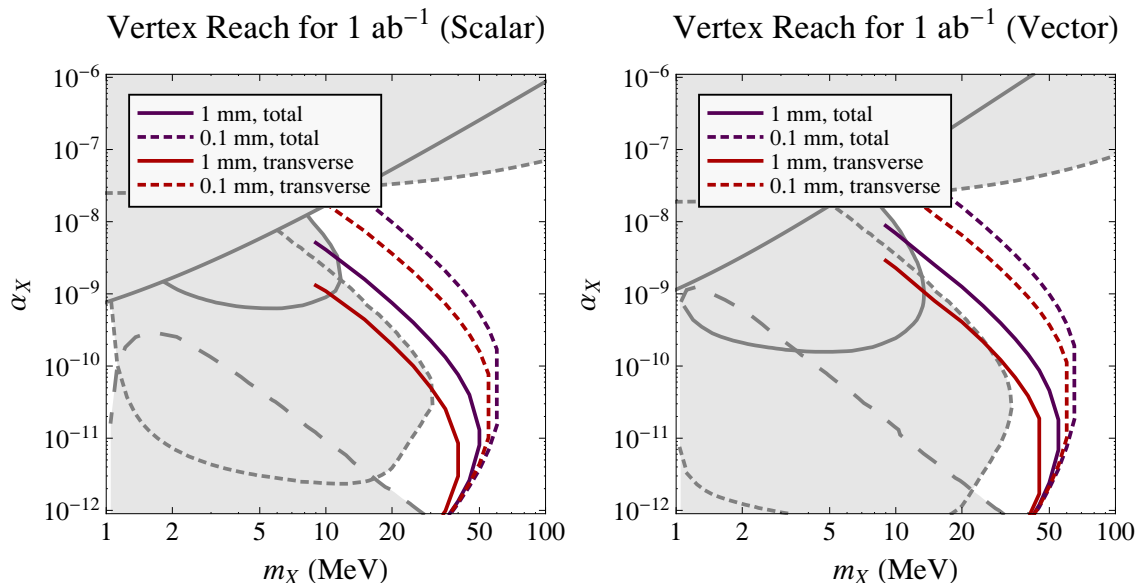 Vertex Reach for 1 ab⁻¹ (Scalar)
10⁻⁶
10⁻⁷
10⁻⁸
10⁻⁹
10⁻¹⁰
10⁻¹¹
10⁻¹²
α_X
1 mm, total
0.1 mm, total
1 mm, transverse
0.1 mm, transverse
1 2 5 10 20 50 100
m_X (MeV)
Vertex Reach for 1 ab⁻¹ (Vector)
10⁻⁶
10⁻⁷
10⁻⁸
10⁻⁹
10⁻¹⁰
10⁻¹¹
10⁻¹²
α_X
1 mm, total
0.1 mm, total
1 mm, transverse
0.1 mm, transverse
1 2 5 10 20 50 100
m_X (MeV)